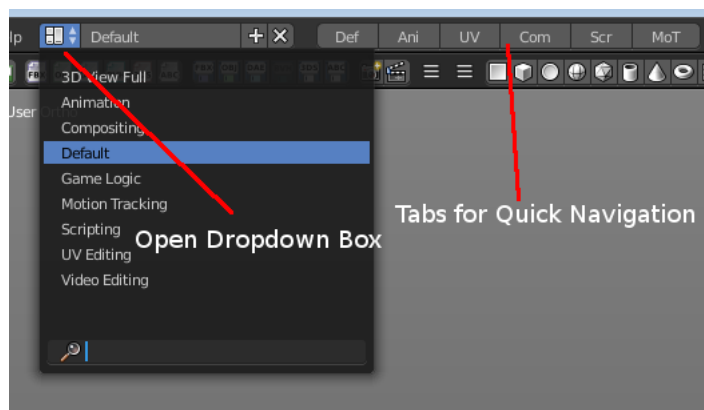 lp Default Def Ani UV Com Scr MoT
3D View Full
User Ortho
Animation
Compositing
Default
Game Logic
Motion Tracking
Scripting
UV Editing
Video Editing
Open Dropdown Box
Tabs for Quick Navigation